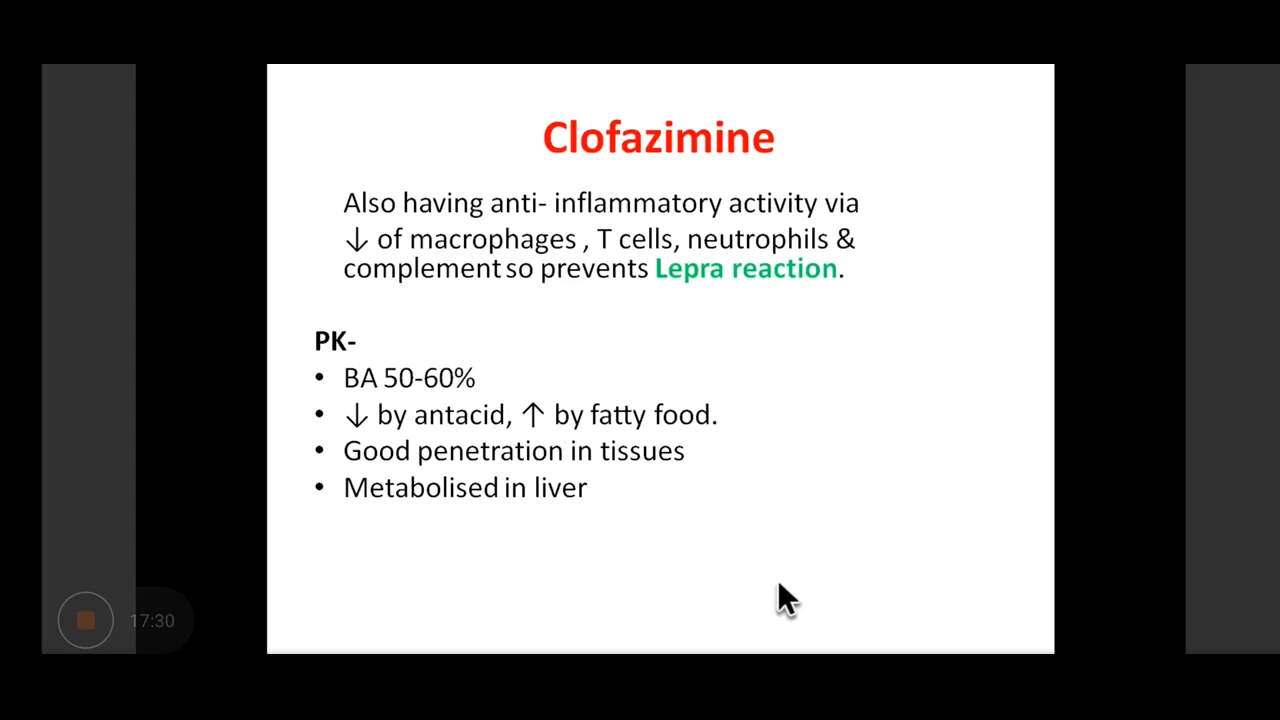 Clofazimine
Also having anti- inflammatory activity via
↓ of macrophages , T cells, neutrophils &
complement so prevents Lepra reaction.
PK-
• BA 50-60%
• ↓ by antacid, ↑ by fatty food.
• Good penetration in tissues
• Metabolised in liver
17:30